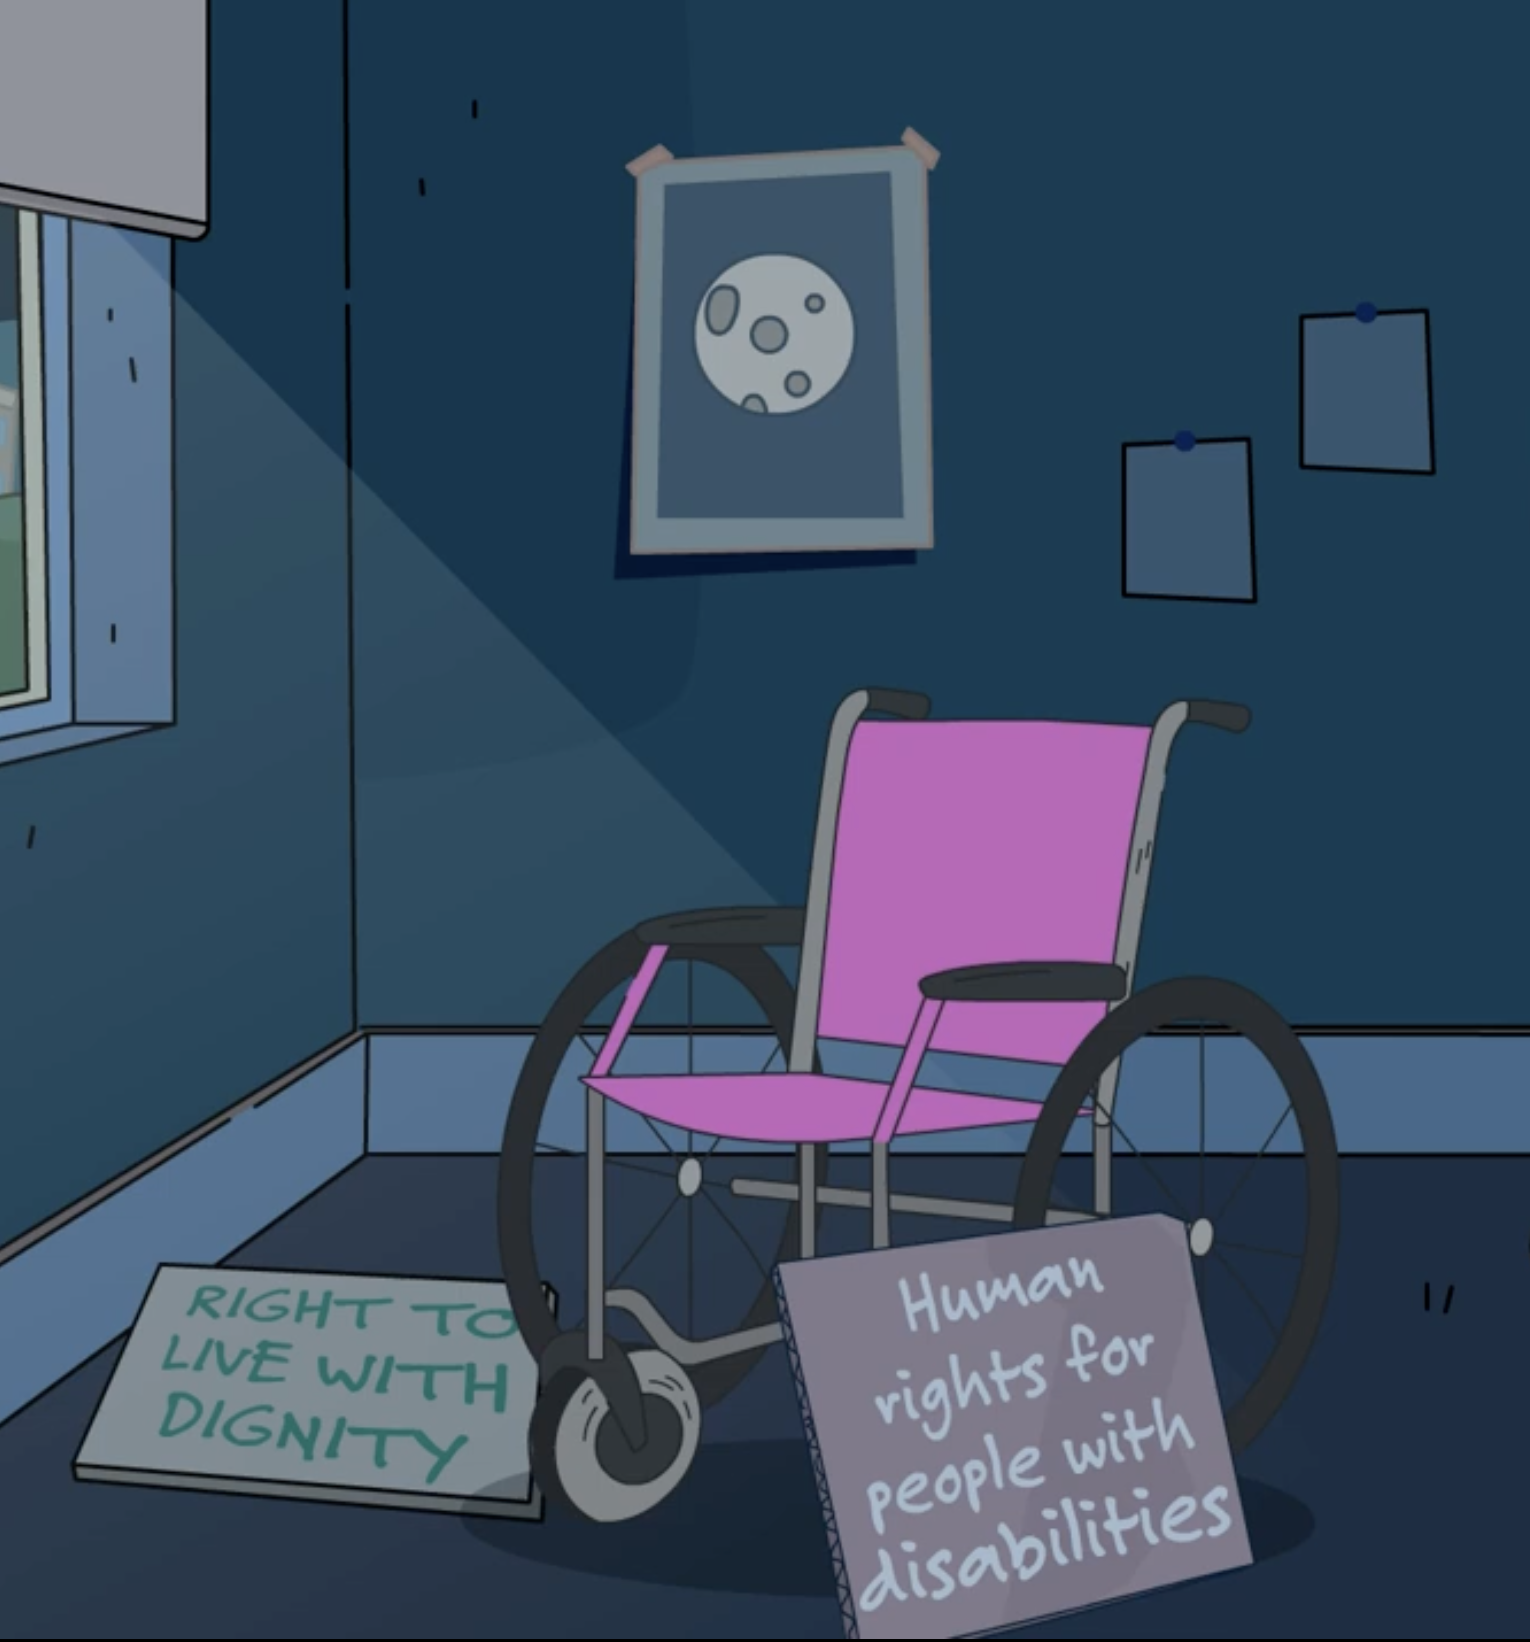 RIGHT TO
LIVE WITH
DIGNITY
Human
rights for
people with
disabilities